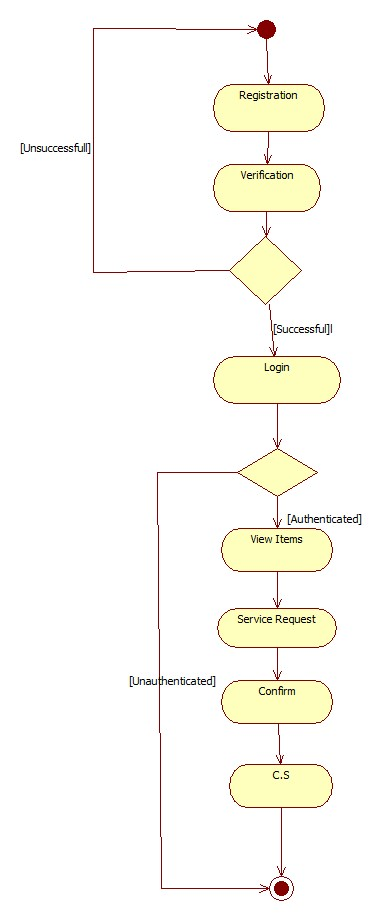 Registration
[Unsuccessfull]
Verification
[Successful]l
Login
[Authenticated]
View Items
Service Request
[Unauthenticated]
Confirm
C.S